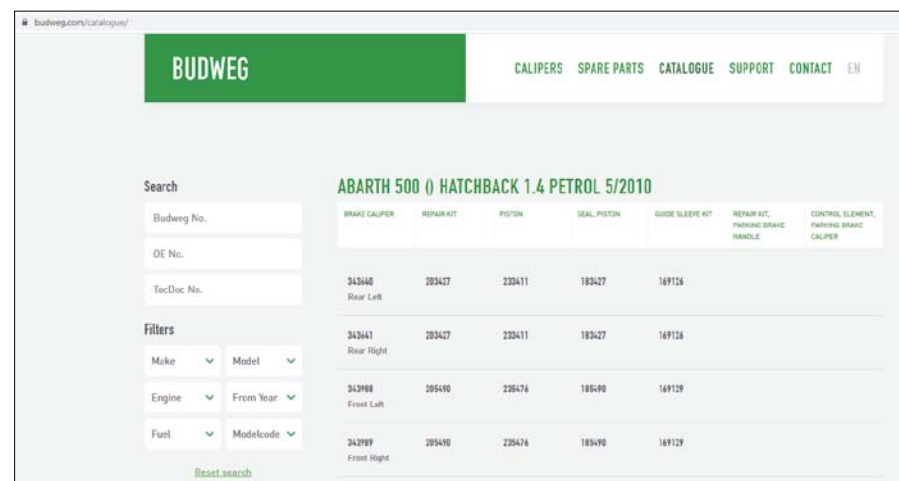 budweg.com/catalogue/
BUDWEG
CALIPERS SPARE PARTS CATALOGUE SUPPORT CONTACT EN
Search
Budweg No.
OE No.
TecDoc No.
Filters
Make Model
Engine From Year
Fuel Modelcode
Reset search
ABARTH 500 () HATCHBACK 1.4 PETROL 5/2010
BRAKE CALIPER REPAIR KIT PISTON SEAL, PISTON GUIDE SLEEVE KIT REPAIR KIT, PARKING BRAKE HANDLE CONTROL ELEMENT, PARKING BRAKE CALIPER
343640 203427 233411 183427 169126
Rear Left
343641 203427 233411 183427 169126
Rear Right
343988 205490 235476 185490 169129
Front Left
343989 205490 235476 185490 169129
Front Right